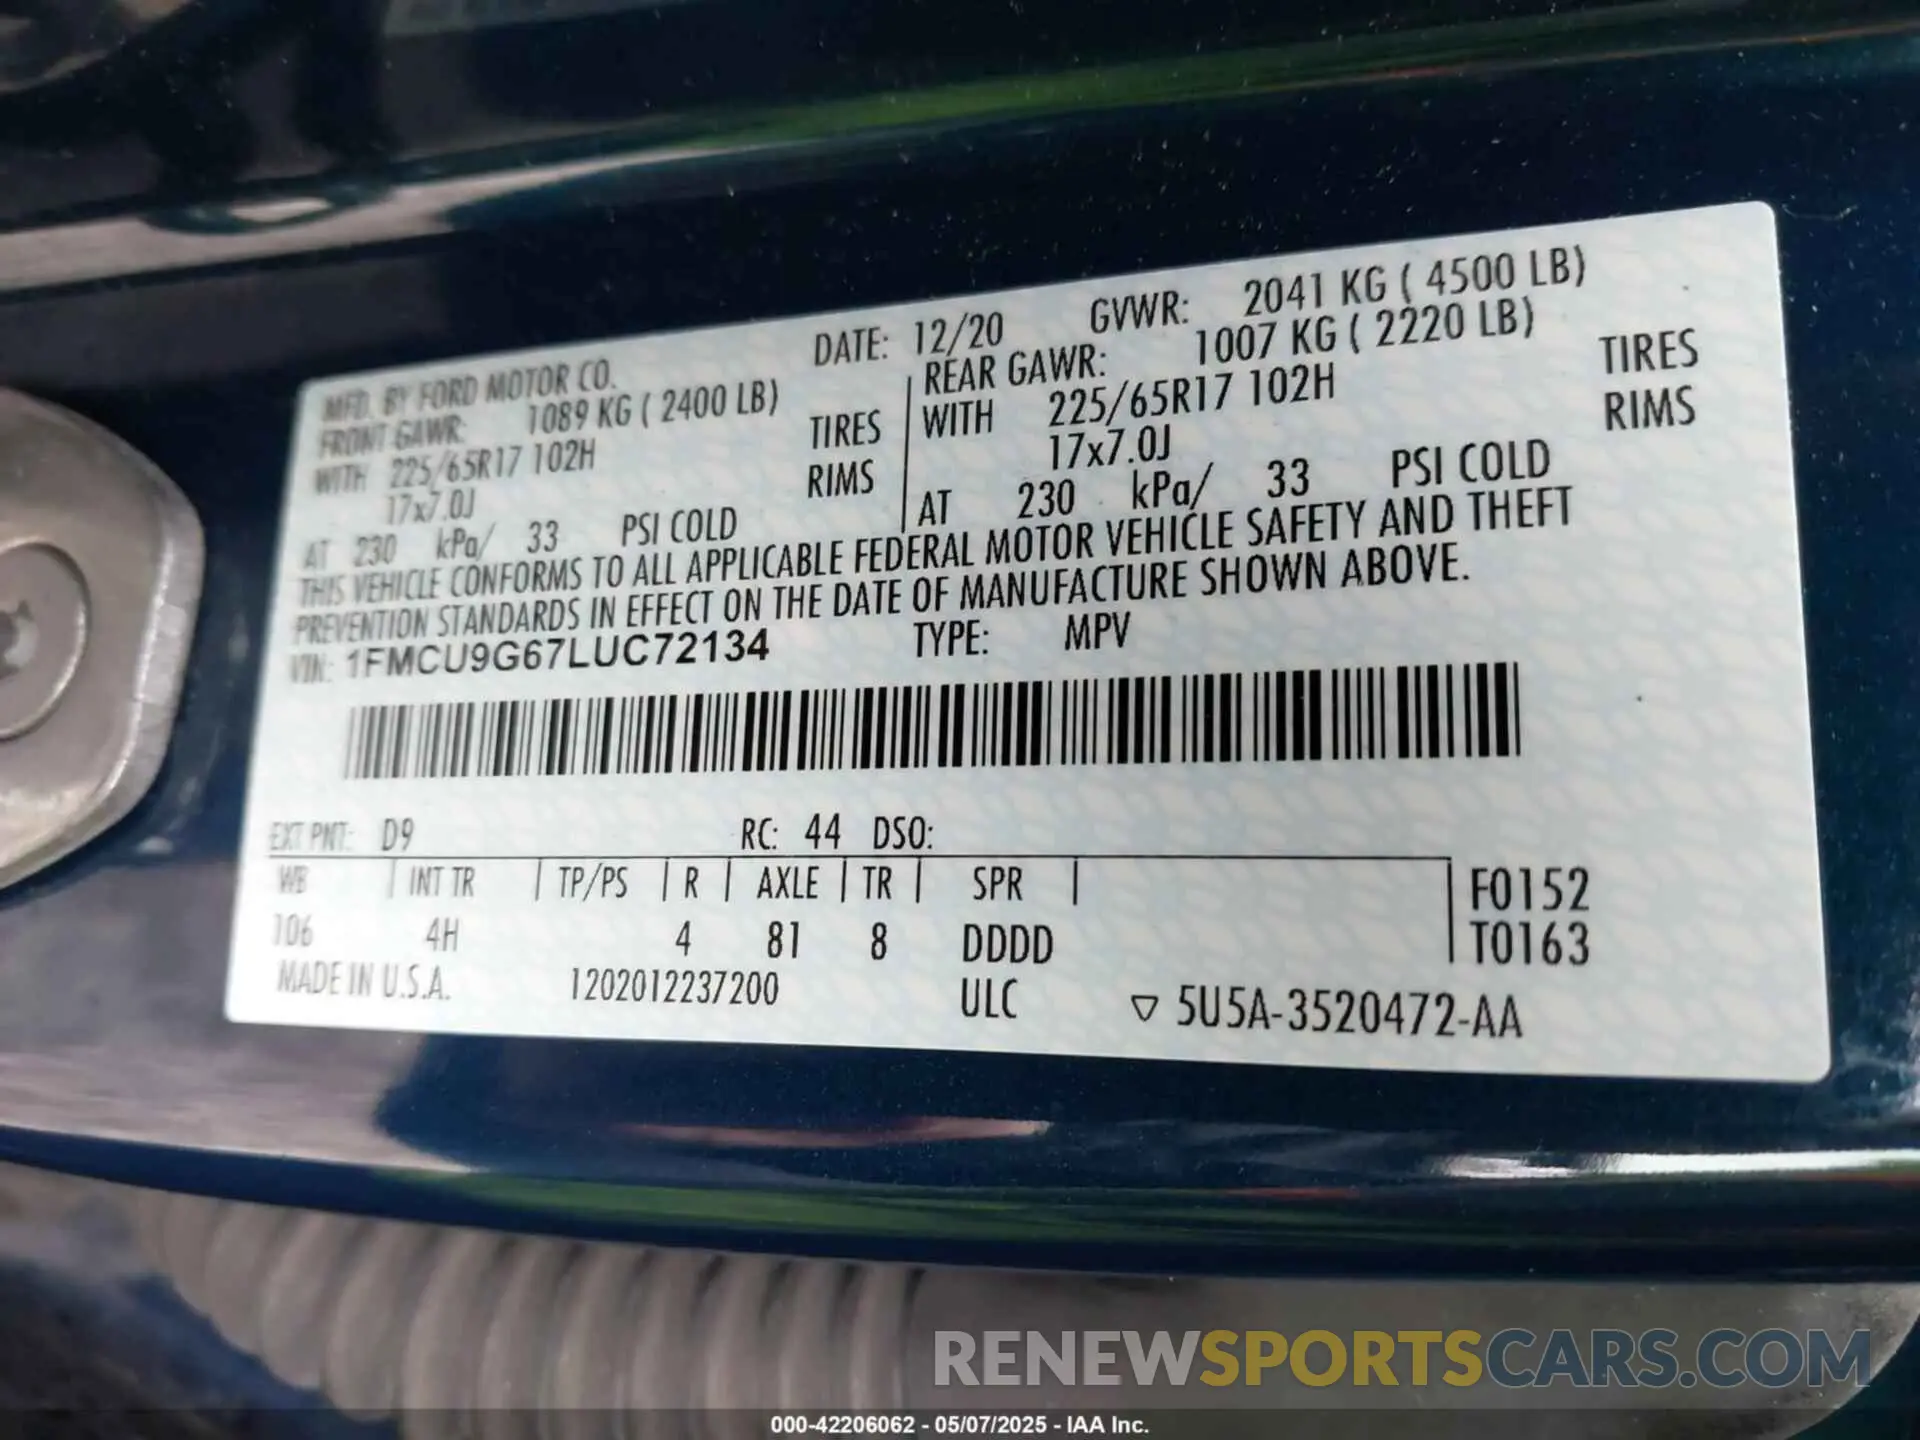 MFD. BY FORD MOTOR CO. DATE: 12/20 GVWR: 2041 KG ( 4500 LB)
FRONT GAWR: 1089 KG ( 2400 LB) REAR GAWR: 1007 KG ( 2220 LB)
WITH 225/65R17 102H TIRES WITH 225/65R17 102H TIRES
17x7.0J RIMS 17x7.0J RIMS
AT 230 kPa/ 33 PSI COLD AT 230 kPa/ 33 PSI COLD
THIS VEHICLE CONFORMS TO ALL APPLICABLE FEDERAL MOTOR VEHICLE SAFETY AND THEFT
PREVENTION STANDARDS IN EFFECT ON THE DATE OF MANUFACTURE SHOWN ABOVE.
VIN: 1FMCU9G67LUC72134 TYPE: MPV
EXT PNT: D9 RC: 44 DSO:
WB INT TR TP/PS R AXLE TR SPR F0152
106 4H 4 81 8 DDDD T0163
MADE IN U.S.A. 1202012237200 ULC ▽ 5U5A-3520472-AA
RENEWSPORTSCARS.COM
000-42206062 - 05/07/2025 - IAA Inc.